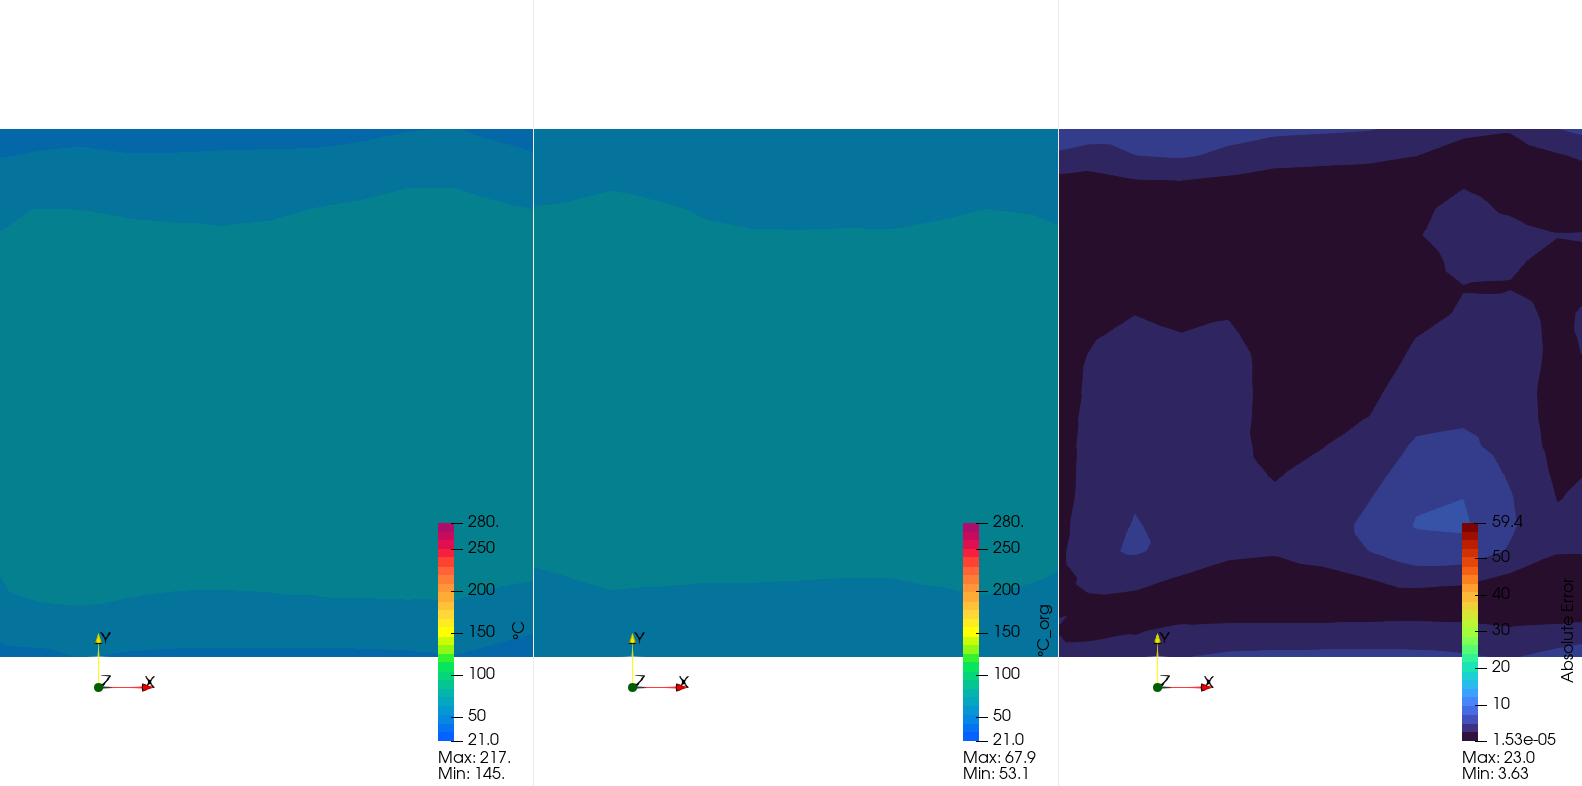 280.
250
200
150
100
50
21.0
°C
Max: 217.
Min: 145.
Y
Z
X
280.
250
200
150
100
50
21.0
°C_org
Max: 67.9
Min: 53.1
Y
Z
X
59.4
50
40
30
20
10
1.53e-05
Absolute Error
Max: 23.0
Min: 3.63
Y
Z
X